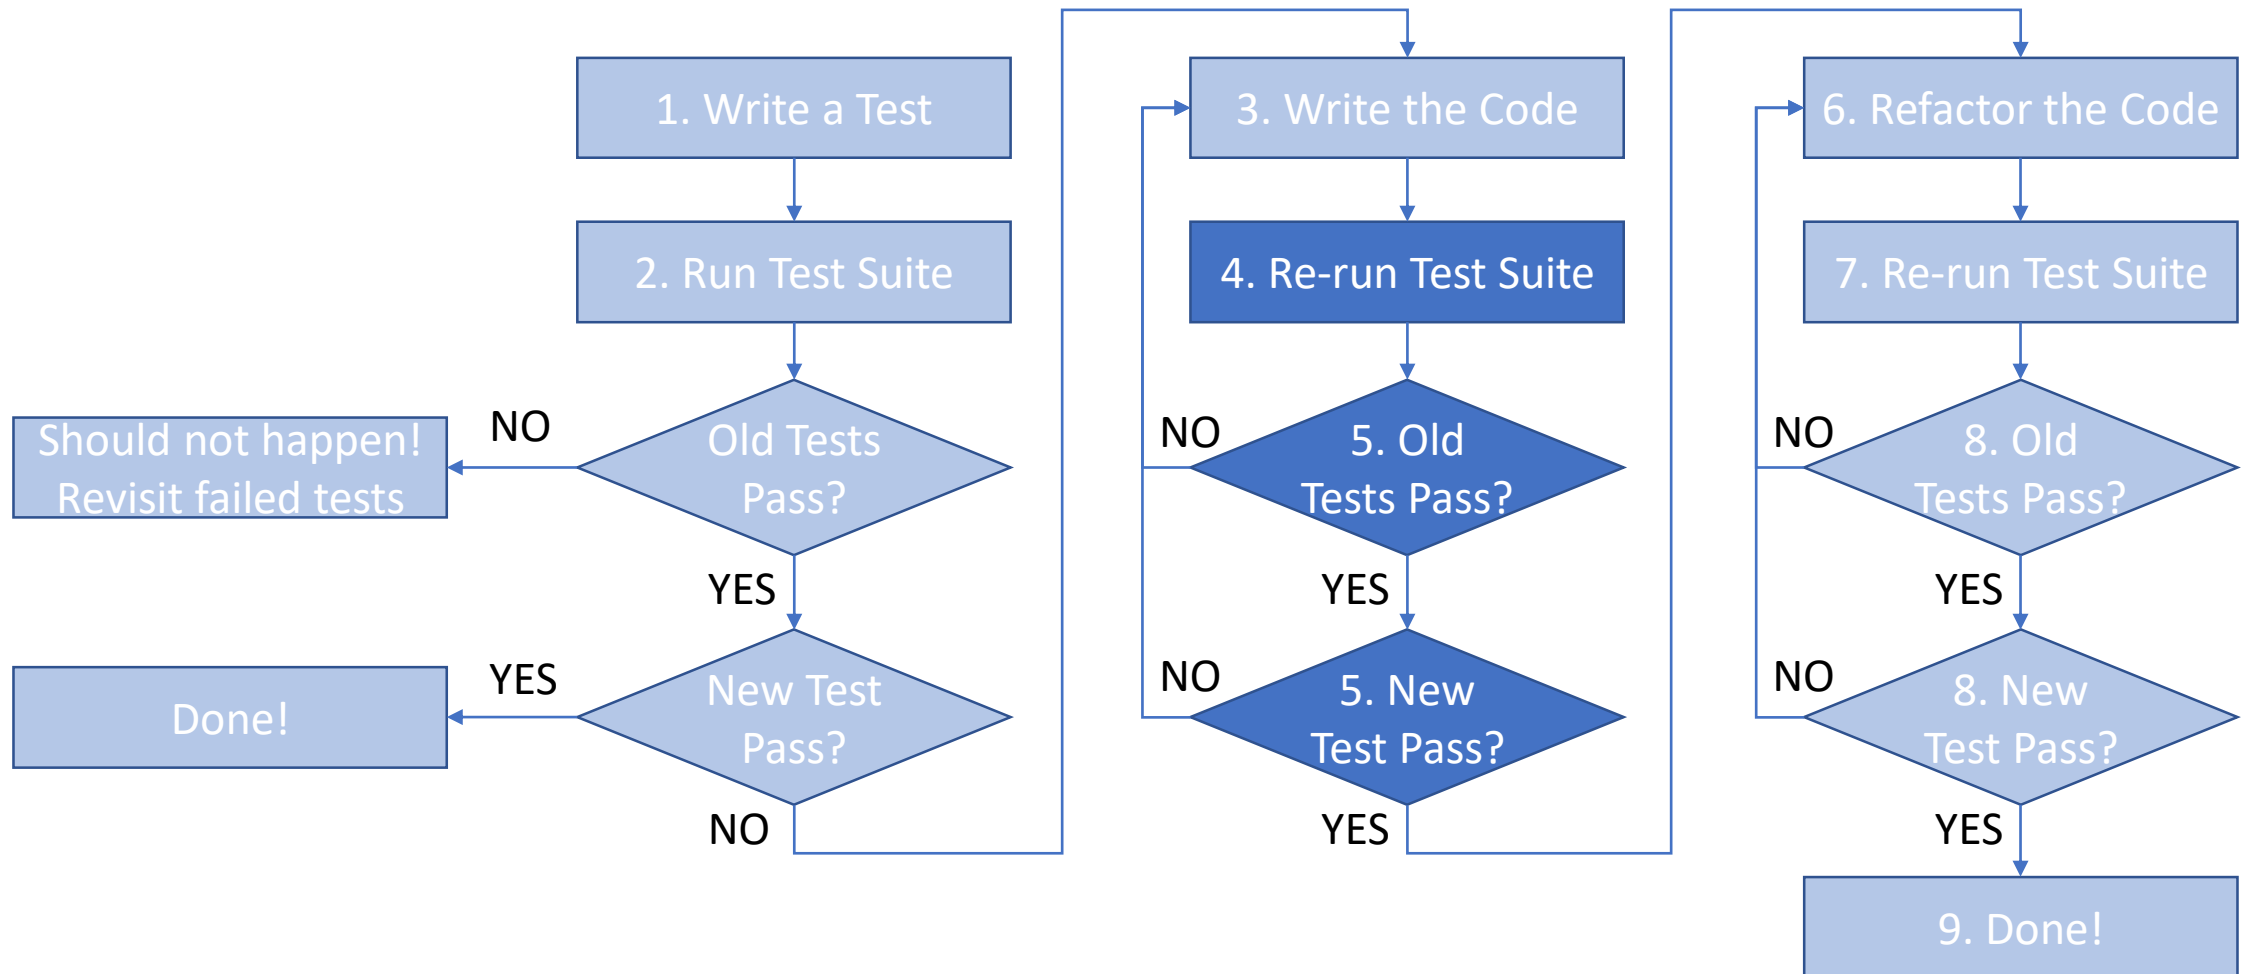 1. Write a Test
2. Run Test Suite
Old Tests
Pass?
NO
Should not happen!
Revisit failed tests
YES
New Test
Pass?
YES
Done!
NO
3. Write the Code
4. Re-run Test Suite
5. Old
Tests Pass?
NO
YES
5. New
Test Pass?
NO
YES
6. Refactor the Code
7. Re-run Test Suite
8. Old
Tests Pass?
NO
YES
8. New
Test Pass?
NO
YES
9. Done!